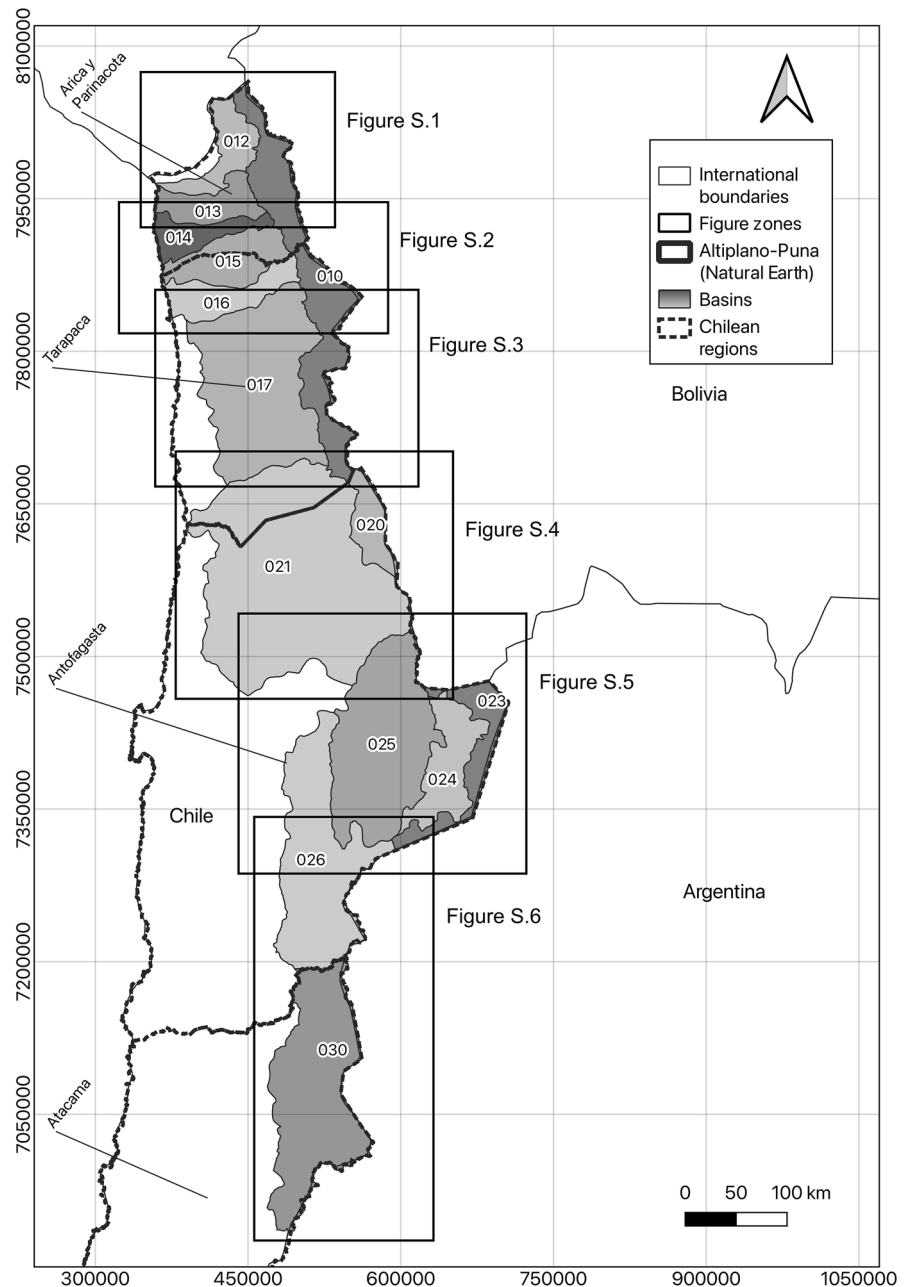 8100000
Arica y
Parinacota
Figure S.1
012
International
boundaries
7950000
013
Figure zones
014
Figure S.2
Altiplano-Puna
(Natural Earth)
015
010
016
Basins
Chilean
regions
Tarapaca
Figure S.3
7800000
017
Bolivia
7650000
020
Figure S.4
021
7500000
Antofagasta
Figure S.5
023
025
024
7350000
Chile
026
Argentina
Figure S.6
7200000
030
7050000
Atacama
0 50 100 km
300000 450000 600000 750000 900000 1050000